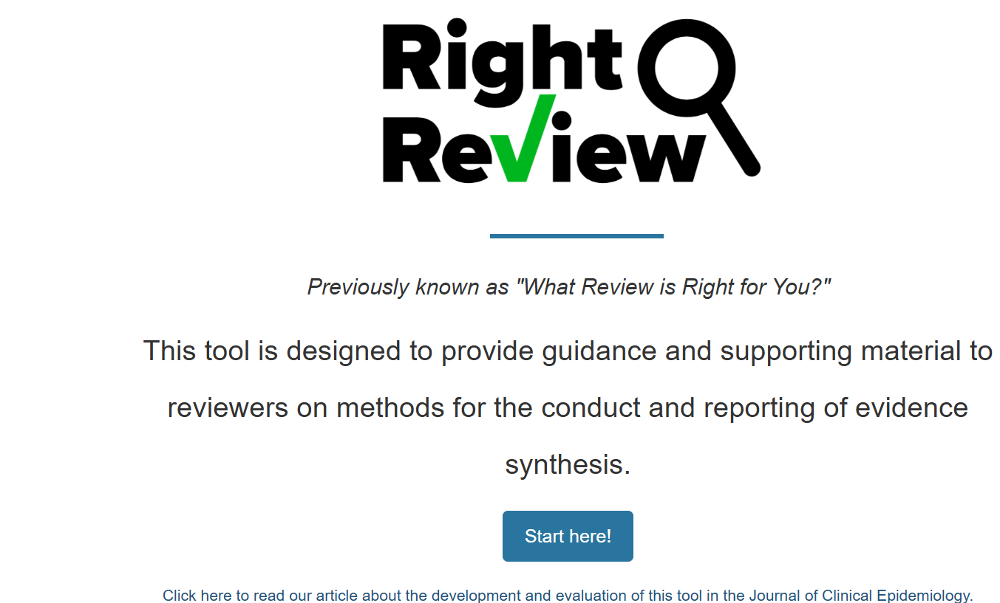 Right
Review
Previously known as "What Review is Right for You?"
This tool is designed to provide guidance and supporting material to
reviewers on methods for the conduct and reporting of evidence
synthesis.
Start here!
Click here to read our article about the development and evaluation of this tool in the Journal of Clinical Epidemiology.